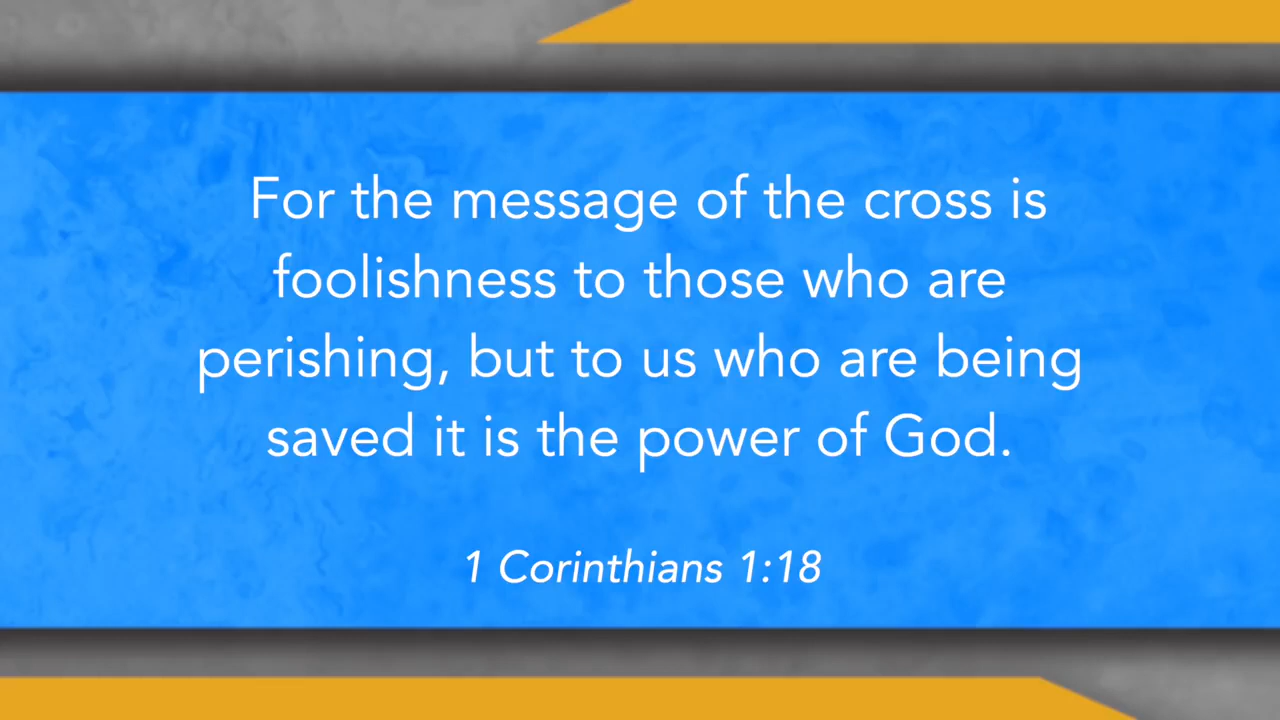 For the message of the cross is
foolishness to those who are
perishing, but to us who are being
saved it is the power of God.
1 Corinthians 1:18